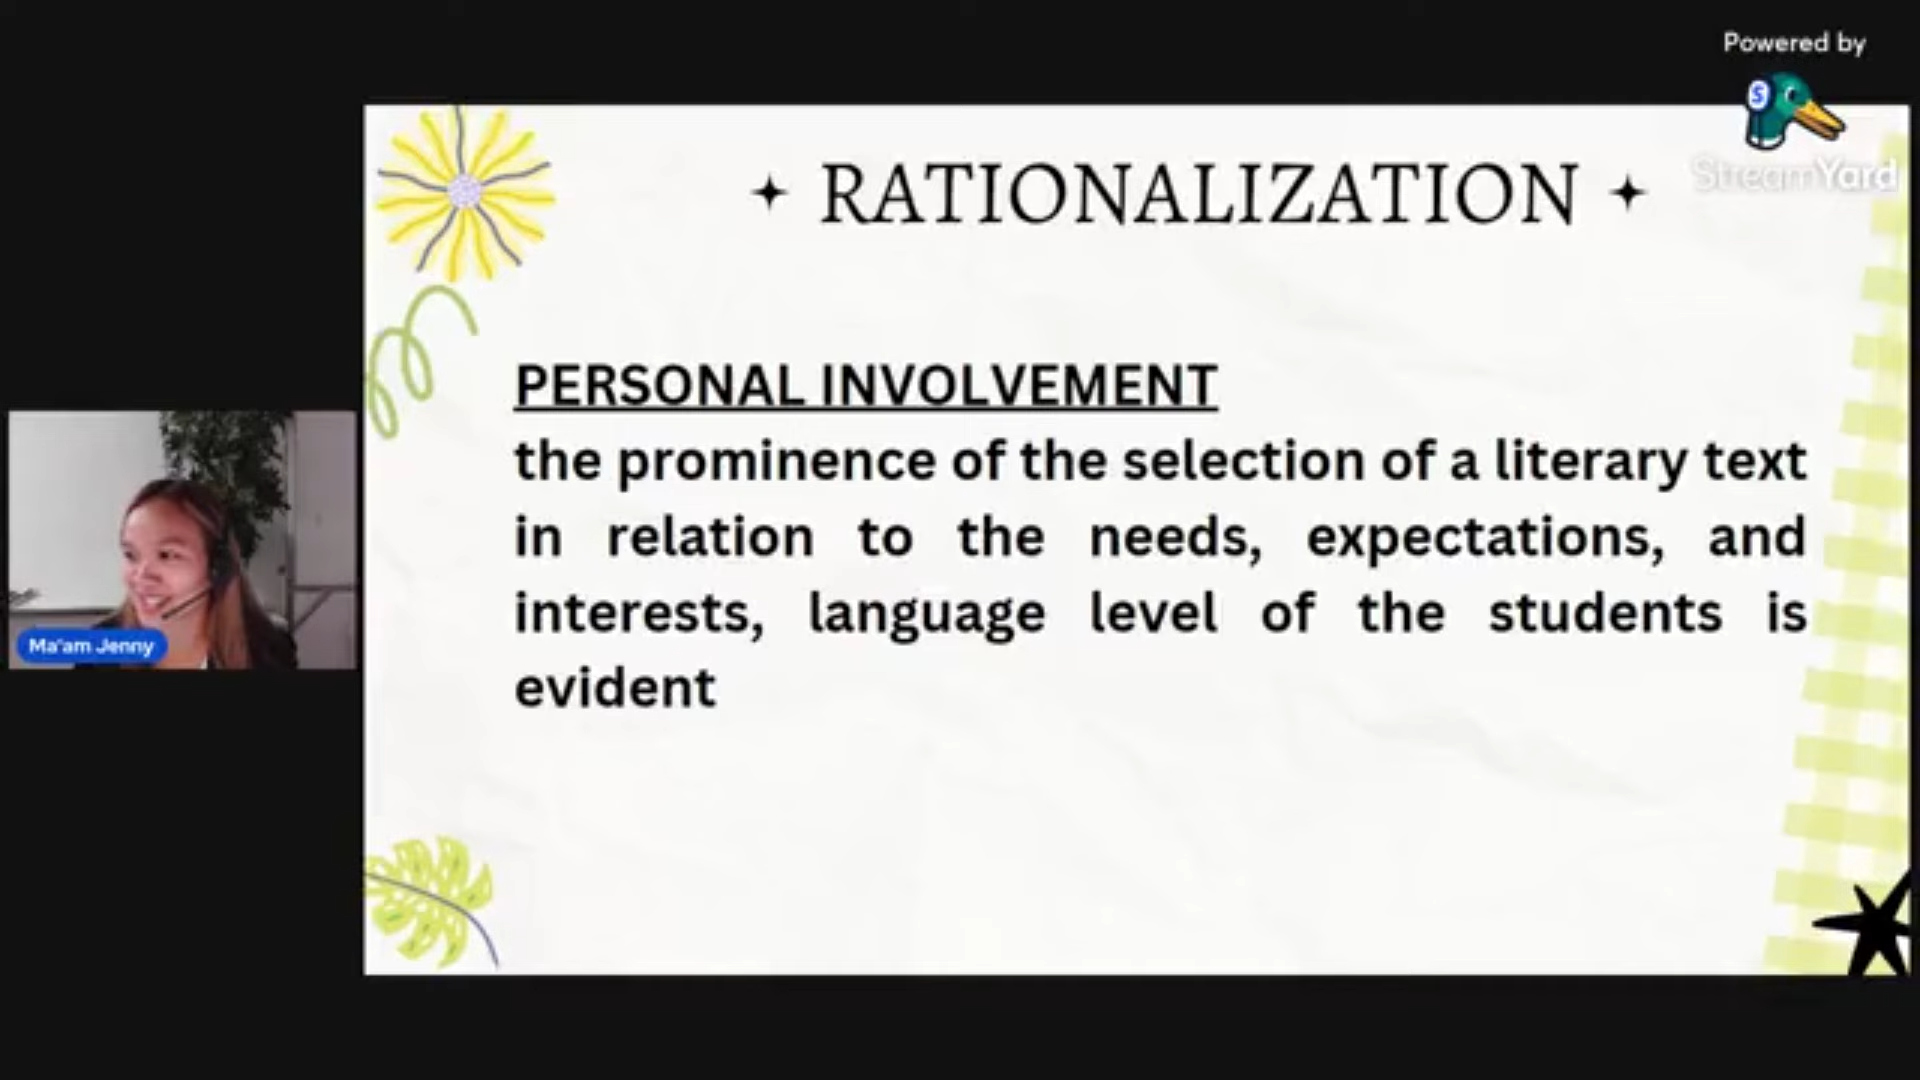 Powered by
StreamYard
RATIONALIZATION
PERSONAL INVOLVEMENT
the prominence of the selection of a literary text
in relation to the needs, expectations, and
interests, language level of the students is
evident
Ma'am Jenny